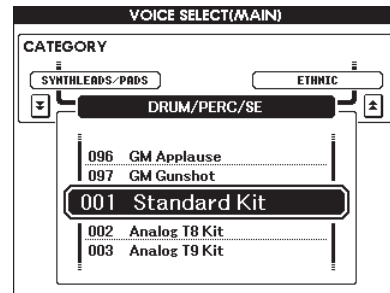 VOICE SELECT(MAIN)
CATEGORY
SYNTHLEADS/PADS ETHNIC
DRUM/PERC/SE
096 GM Applause
097 GM Gunshot
001 Standard Kit
002 Analog T8 Kit
003 Analog T9 Kit